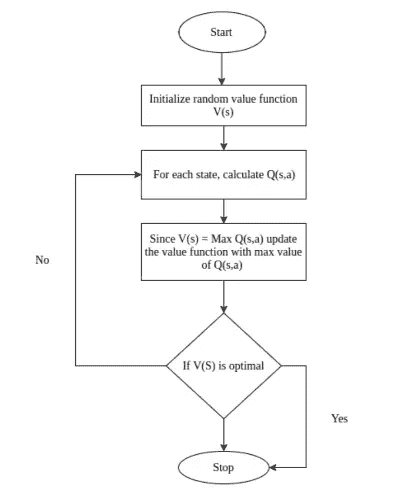 Start
Initialize random value function
V(s)
For each state, calculate Q(s,a)
Since V(s) = Max Q(s,a) update
the value function with max value
of Q(s,a)
No
If V(S) is optimal
Yes
Stop